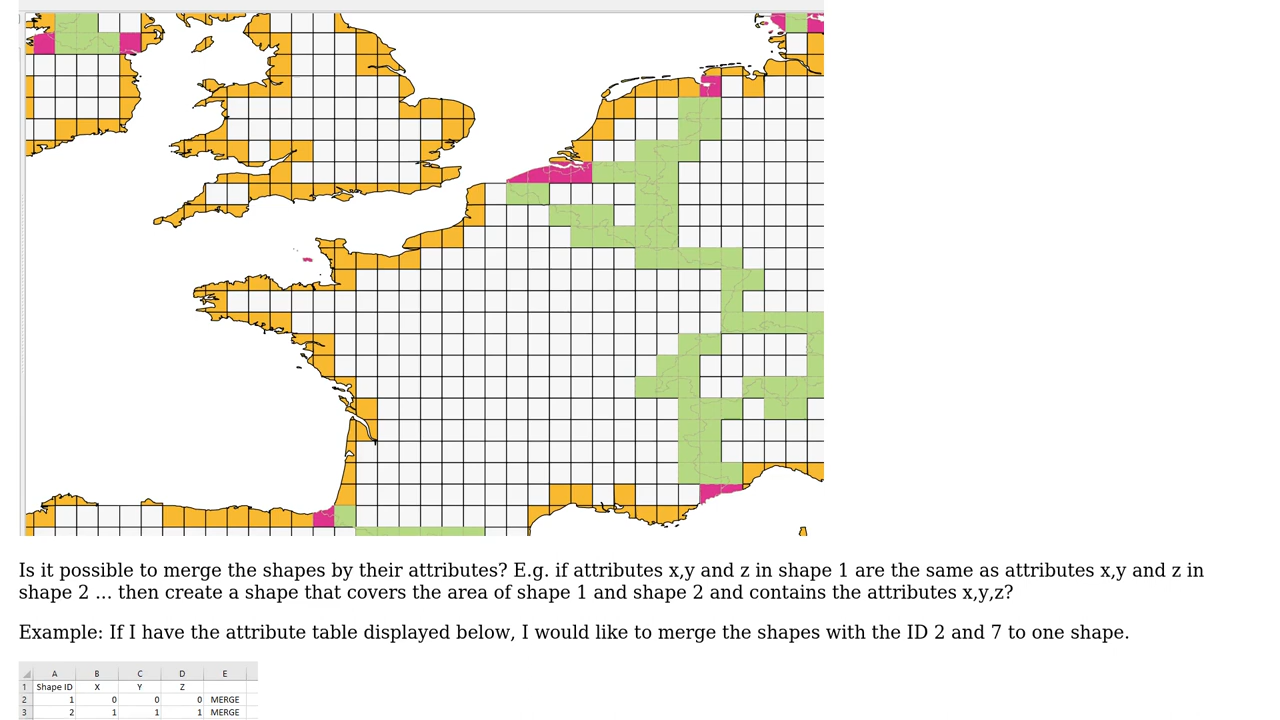 Is it possible to merge the shapes by their attributes? E.g. if attributes x,y and z in shape 1 are the same as attributes x,y and z in
shape 2 ... then create a shape that covers the area of shape 1 and shape 2 and contains the attributes x,y,z?
Example: If I have the attribute table displayed below, I would like to merge the shapes with the ID 2 and 7 to one shape.
A B C D E
1 Shape ID X Y Z
2 1 0 0 0 MERGE
3 2 1 1 1 MERGE